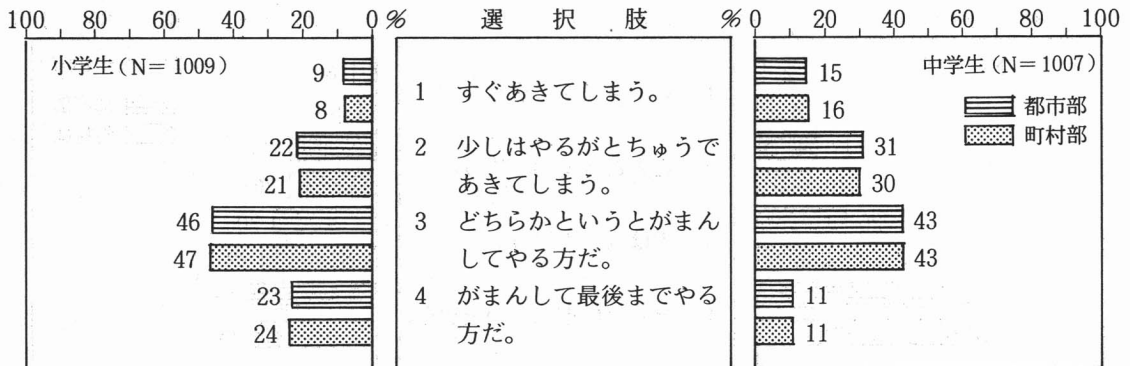 100 80 60 40 20 0 % 選択肢 % 0 20 40 60 80 100
小学生(N=1009)
9
8
22
21
46
47
23
24
1 すぐあきてしまう。
2 少しはやるがとちゅうで
あきてしまう。
3 どちらかというとがまん
してやる方だ。
4 がまんして最後までやる
方だ。
中学生(N=1007)
都市部
町村部
15
16
31
30
43
43
11
11